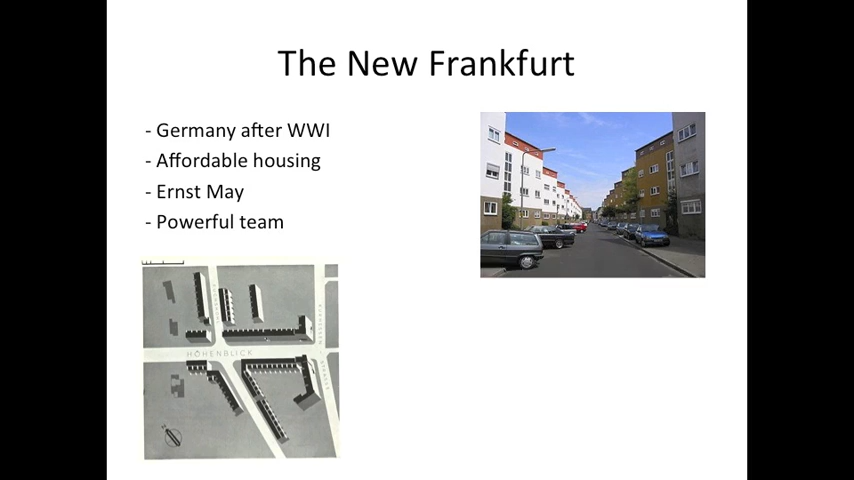 The New Frankfurt
- Germany after WWI
- Affordable housing
- Ernst May
- Powerful team
HÖHENBLICK